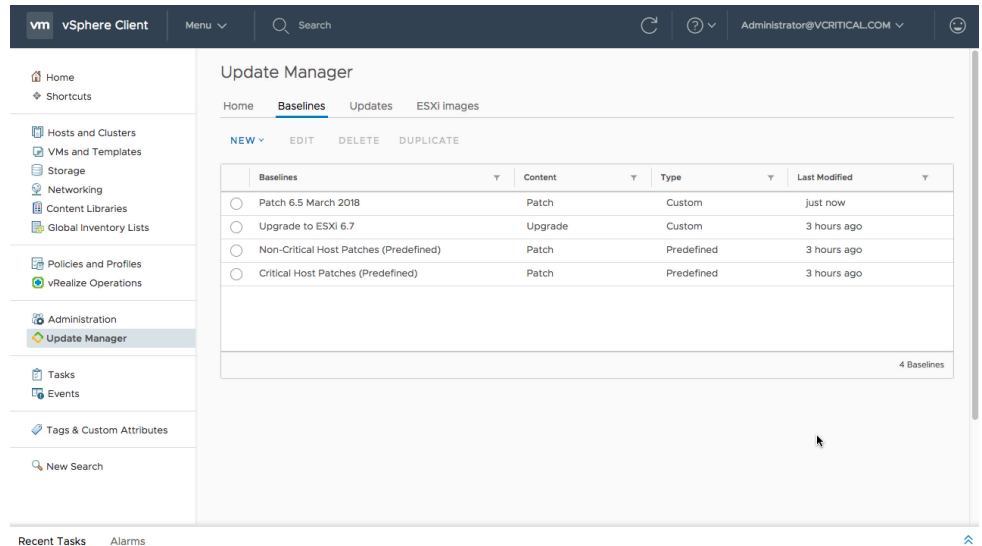 vm vSphere Client Menu Search Administrator@VCRITICAL.COM
Home
Shortcuts
Hosts and Clusters
VMs and Templates
Storage
Networking
Content Libraries
Global Inventory Lists
Policies and Profiles
vRealize Operations
Administration
Update Manager
Tasks
Events
Tags & Custom Attributes
New Search
Update Manager
Home Baselines Updates ESXi images
NEW EDIT DELETE DUPLICATE
Baselines Content Type Last Modified
Patch 6.5 March 2018 Patch Custom just now
Upgrade to ESXi 6.7 Upgrade Custom 3 hours ago
Non-Critical Host Patches (Predefined) Patch Predefined 3 hours ago
Critical Host Patches (Predefined) Patch Predefined 3 hours ago
4 Baselines
Recent Tasks Alarms